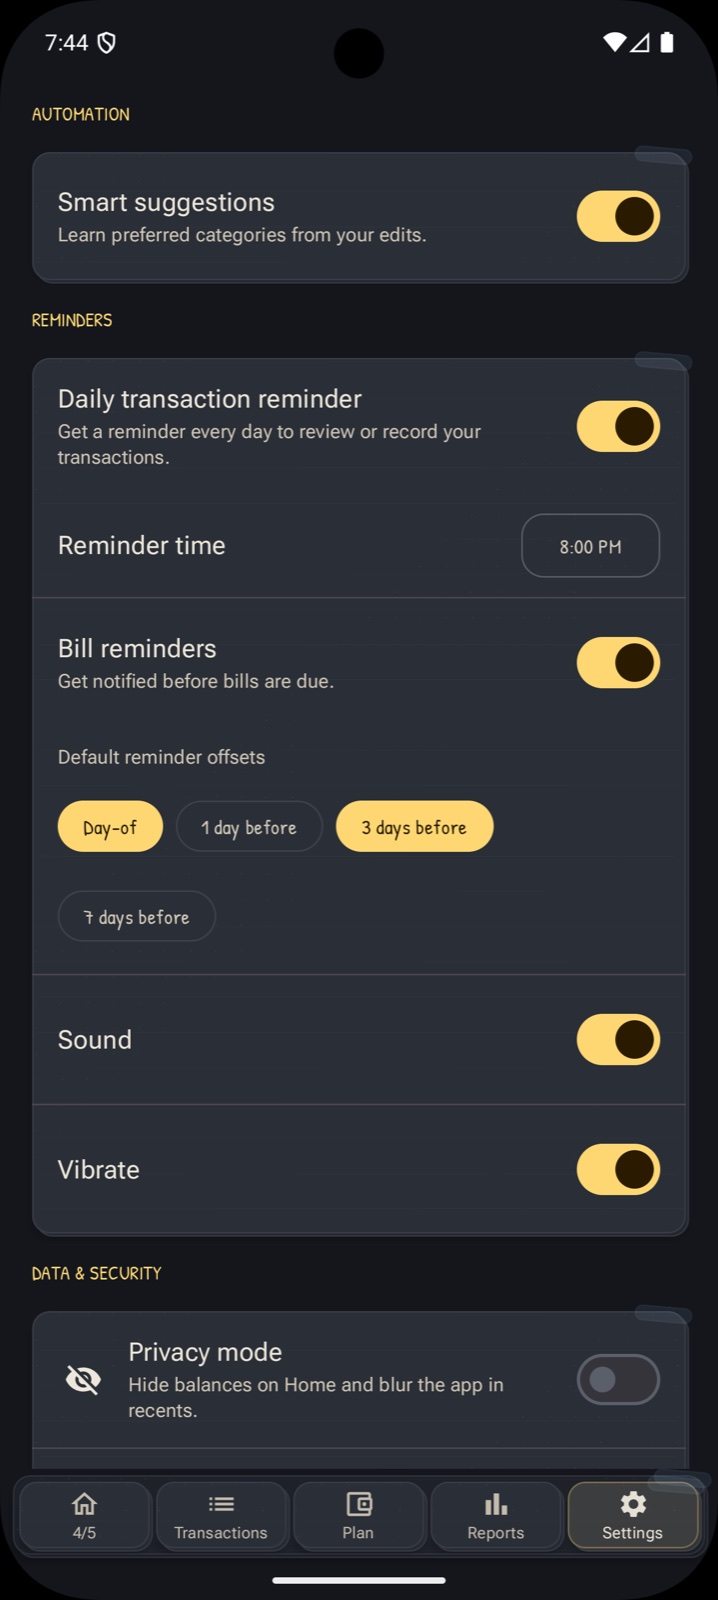 7:44
AUTOMATION
Smart suggestions
Learn preferred categories from your edits.
REMINDERS
Daily transaction reminder
Get a reminder every day to review or record your
transactions.
Reminder time
8:00 PM
Bill reminders
Get notified before bills are due.
Default reminder offsets
Day-of
1 day before
3 days before
7 days before
Sound
Vibrate
DATA & SECURITY
Privacy mode
Hide balances on Home and blur the app in
recents.
4/5
Transactions
Plan
Reports
Settings